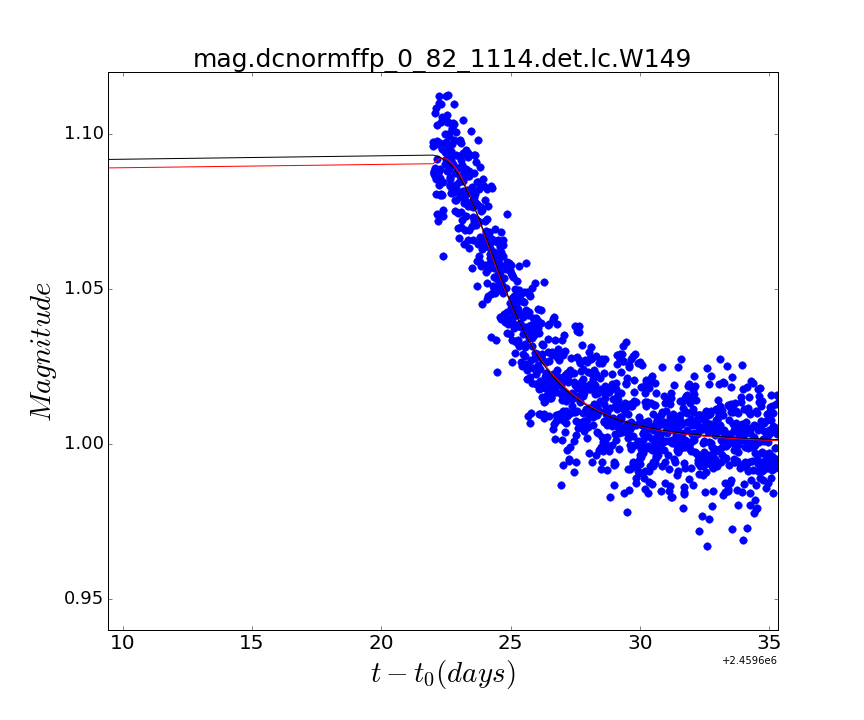 mag.dcnormffp_0_82_1114.det.lc.W149
1.10
1.05
1.00
0.95
Magnitude
10 15 20 25 30 35
+2.4596e6
t − t₀(days)